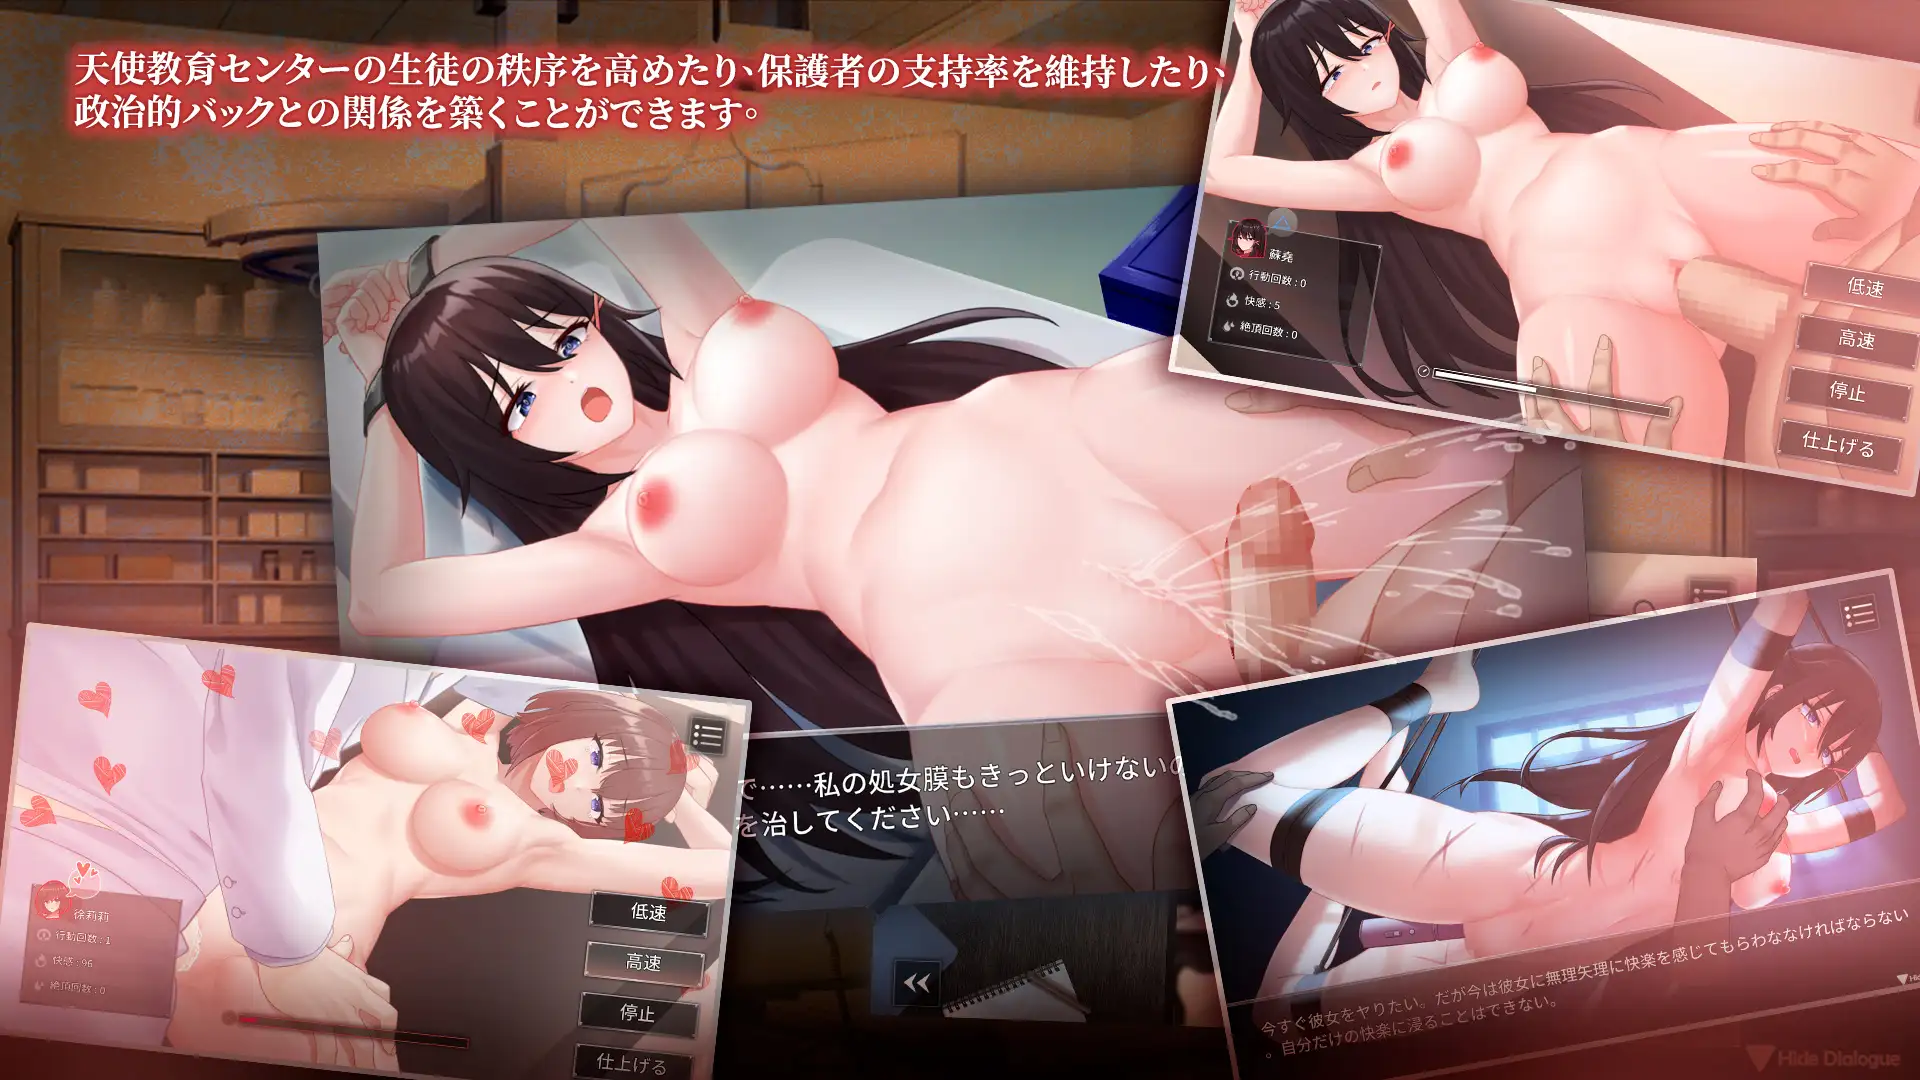 天使教育センターの生徒の秩序を高めたり、保護者の支持率を維持したり、
政治的バックとの関係を築くことができます。
蘇堯
行動回数 : 0
快感 : 5
絶頂回数 : 0
低速
高速
停止
仕上げる
で……私の処女膜もきっといけないの
を治してください……
徐莉莉
行動回数 : 1
快感 : 96
絶頂回数 : 0
低速
高速
停止
仕上げる
今すぐ彼女をヤりたい。だが今は彼女に無理矢理に快楽を感じてもらわななければならない
。自分だけの快楽に浸ることはできない。
Hide Dialogue